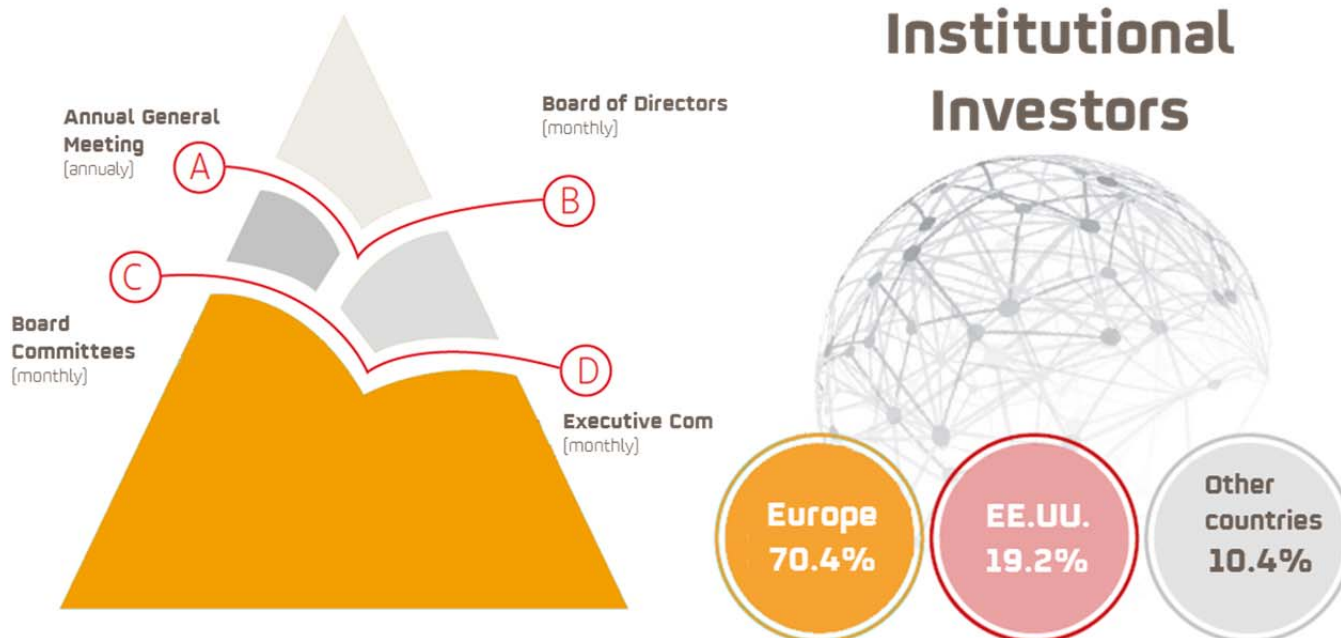 Institutional
Investors
Annual General
Meeting
[annualy]
A
Board of Directors
[monthly]
B
C
Board
Committees
[monthly]
D
Executive Com
[monthly]
Europe
70.4%
EE.UU.
19.2%
Other
countries
10.4%